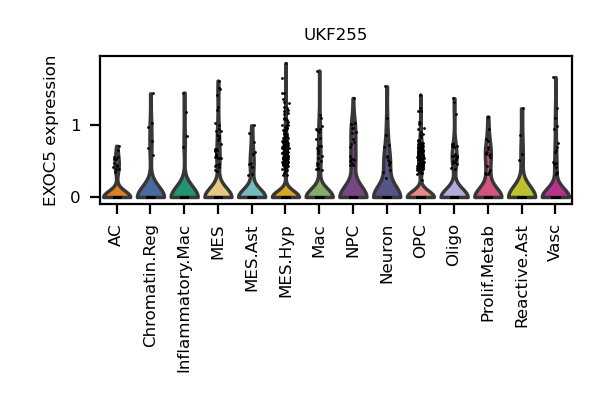 UKF255
EXOC5 expression
1
0
AC
Chromatin.Reg
Inflammatory.Mac
MES
MES.Ast
MES.Hyp
Mac
NPC
Neuron
OPC
Oligo
Prolif.Metab
Reactive.Ast
Vasc